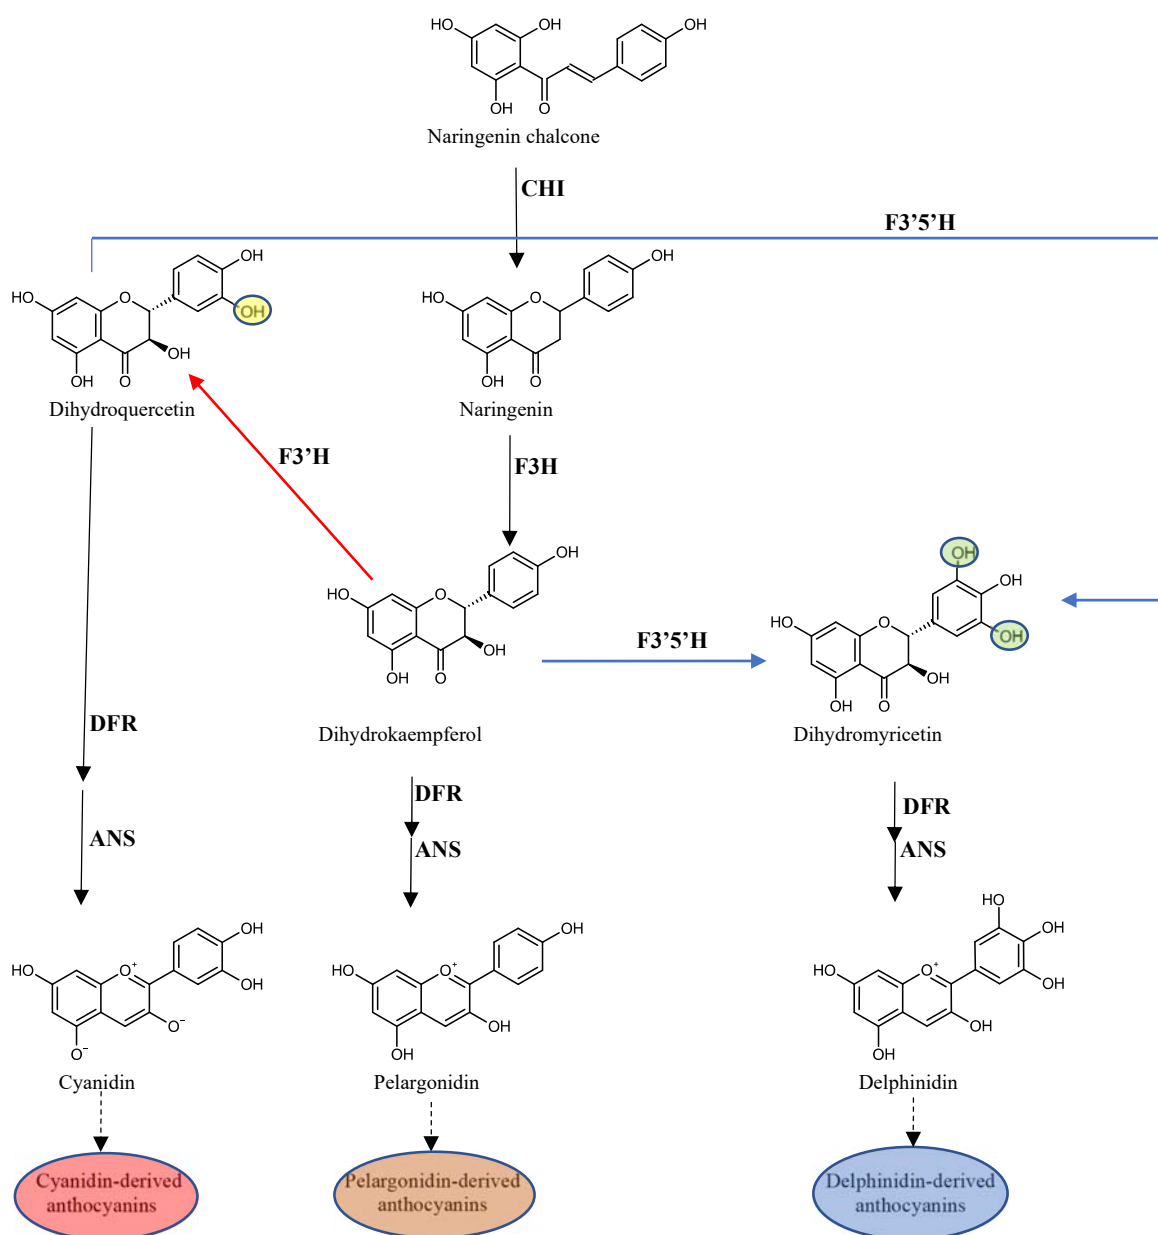 HO
OH
OH
OH
O
Naringenin chalcone
CHI
F3’5’H
OH
HO
O
OH
OH
OH
O
Dihydroquercetin
OH
HO
O
OH
O
Naringenin
F3’H
F3H
OH
HO
O
OH
OH
O
Dihydrokaempferol
F3’5’H
OH
OH
HO
O
OH
OH
OH
O
Dihydromyricetin
DFR
DFR
DFR
ANS
ANS
ANS
OH
HO
O+
OH
O−
O−
Cyanidin
OH
HO
O+
OH
OH
Pelargonidin
HO
OH
HO
O+
OH
OH
OH
Delphinidin
Cyanidin-derived
anthocyanins
Pelargonidin-derived
anthocyanins
Delphinidin-derived
anthocyanins